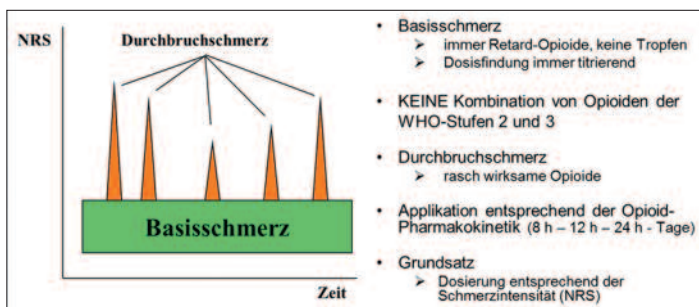 NRS
Durchbruchschmerz
Basisschmerz
Zeit
• Basisschmerz
➢ immer Retard-Opioide, keine Tropfen
➢ Dosisfindung immer titrierend
• KEINE Kombination von Opioiden der
WHO-Stufen 2 und 3
• Durchbruchschmerz
➢ rasch wirksame Opioide
• Applikation entsprechend der Opioid-
Pharmakokinetik (8 h – 12 h – 24 h - Tage)
• Grundsatz
➢ Dosierung entsprechend der
Schmerzintensität (NRS)